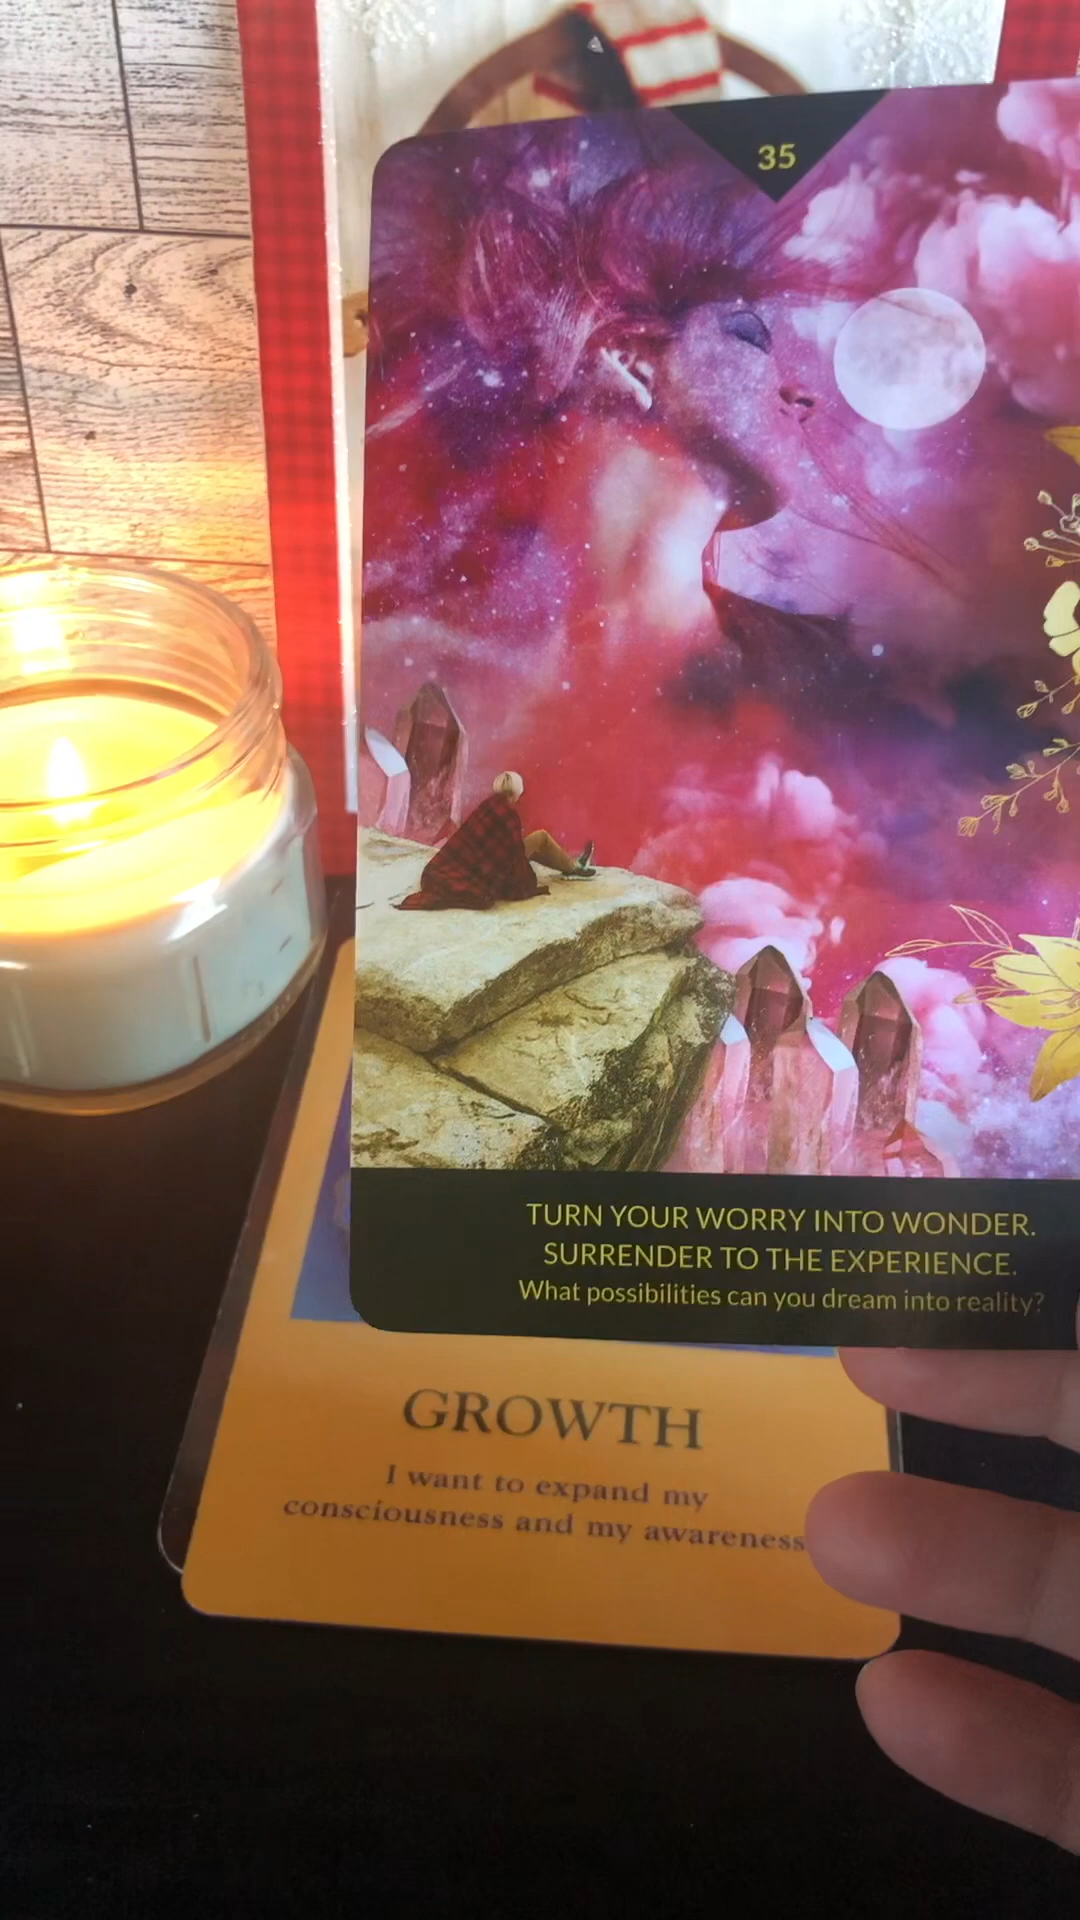 35
TURN YOUR WORRY INTO WONDER.
SURRENDER TO THE EXPERIENCE.
What possibilities can you dream into reality?
GROWTH
I want to expand my
consciousness and my awareness